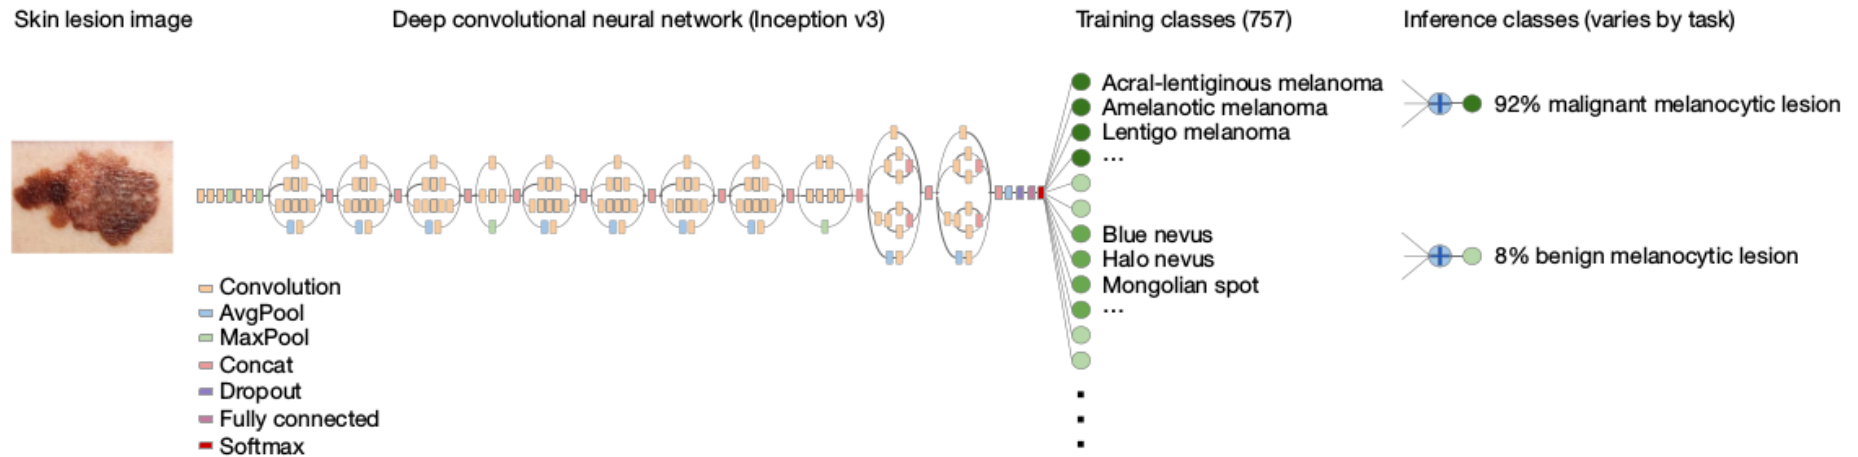 Skin lesion image
Deep convolutional neural network (Inception v3)
Training classes (757)
Inference classes (varies by task)
Acral-lentiginous melanoma
Amelanotic melanoma
Lentigo melanoma
...
Blue nevus
Halo nevus
Mongolian spot
...
92% malignant melanocytic lesion
8% benign melanocytic lesion
Convolution
AvgPool
MaxPool
Concat
Dropout
Fully connected
Softmax